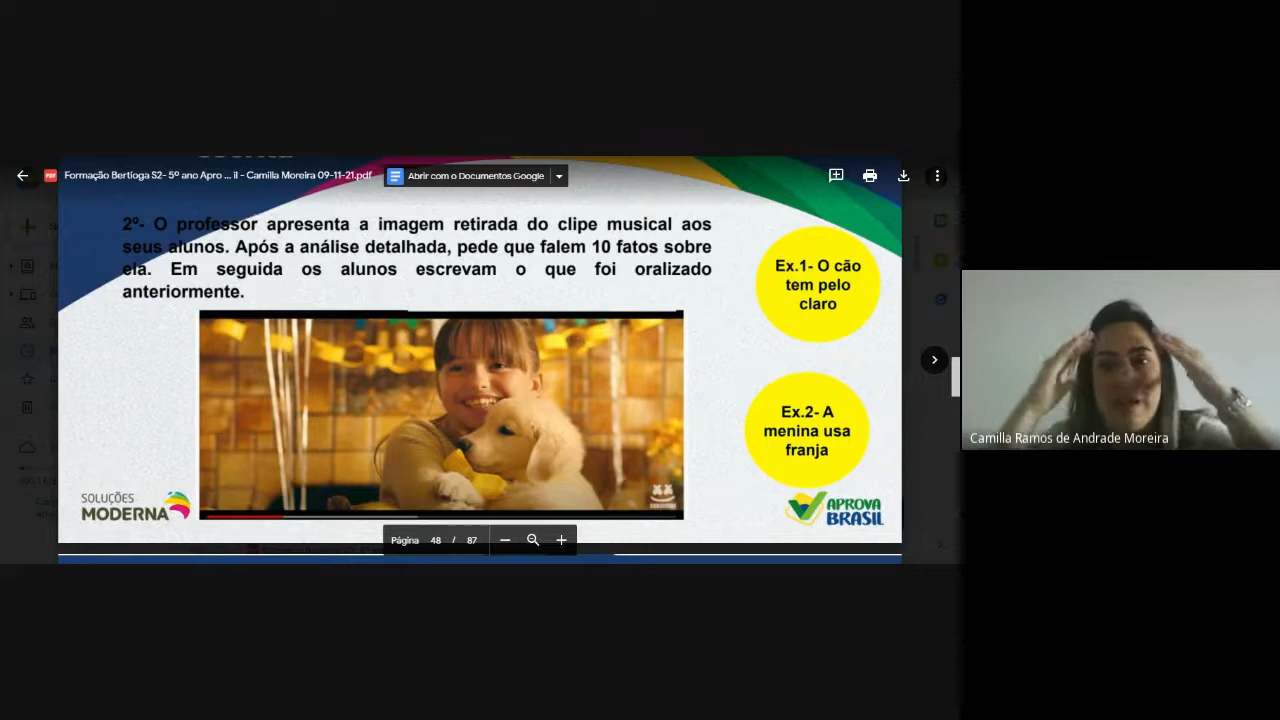 Formação Bertioga S2- 5º ano Apro ... il - Camilla Moreira 09-11-21.pdf
Abrir com o Documentos Google
2º- O professor apresenta a imagem retirada do clipe musical aos
seus alunos. Após a análise detalhada, pede que falem 10 fatos sobre
ela. Em seguida os alunos escrevam o que foi oralizado
anteriormente.
Ex.1- O cão
tem pelo
claro
Ex.2- A
menina usa
franja
SOLUÇÕES
MODERNA
APROVA
BRASIL
Página 48 / 87
Camilla Ramos de Andrade Moreira